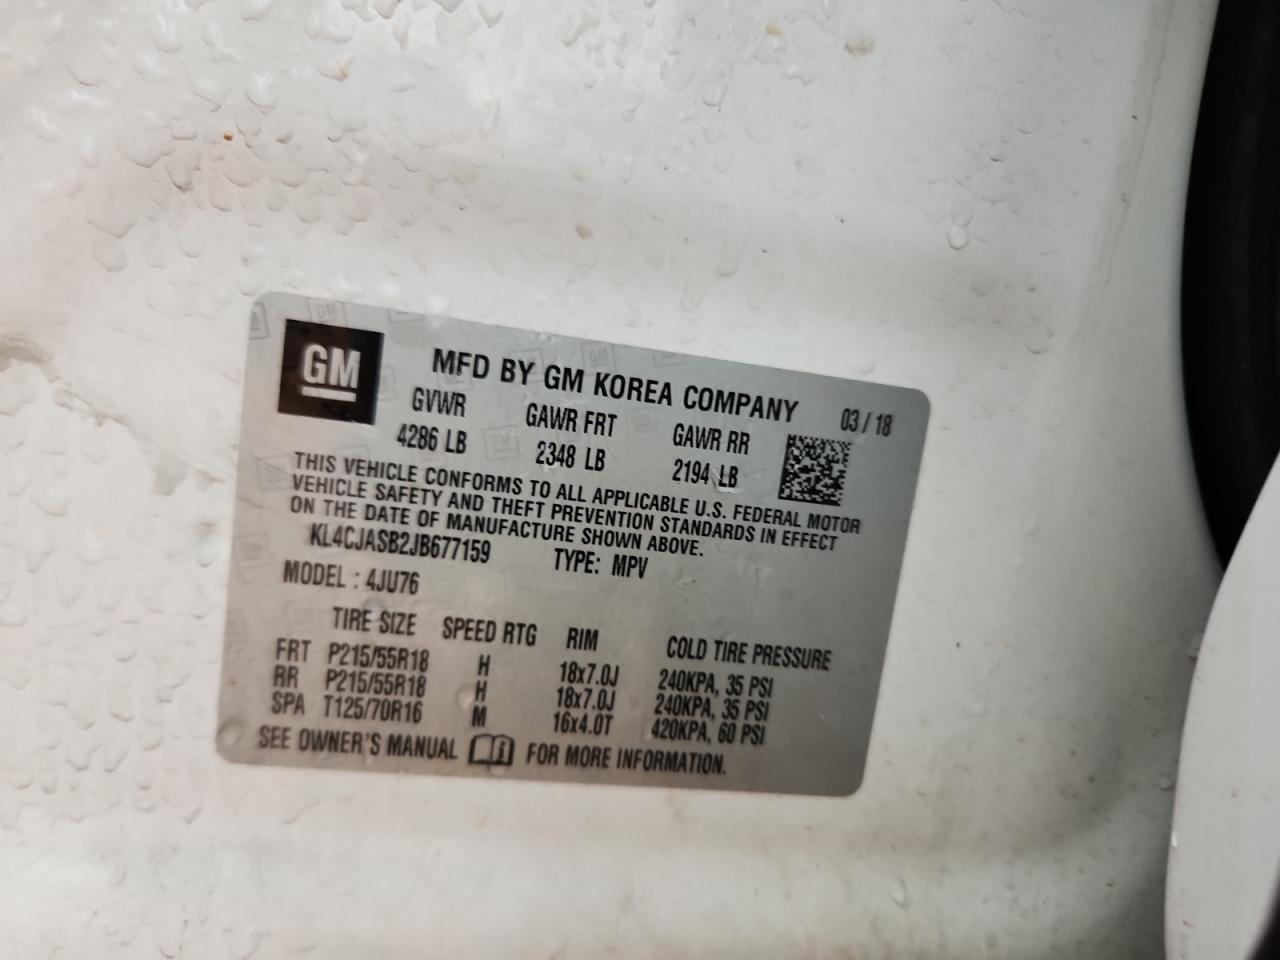 GM
MFD BY GM KOREA COMPANY 03 / 18
GVWR GAWR FRT GAWR RR
4286 LB 2348 LB 2194 LB
THIS VEHICLE CONFORMS TO ALL APPLICABLE U.S. FEDERAL MOTOR
VEHICLE SAFETY AND THEFT PREVENTION STANDARDS IN EFFECT
ON THE DATE OF MANUFACTURE SHOWN ABOVE.
KL4CJASB2JB677159 TYPE: MPV
MODEL : 4JU76
TIRE SIZE SPEED RTG RIM COLD TIRE PRESSURE
FRT P215/55R18 H 18x7.0J 240KPA, 35 PSI
RR P215/55R18 H 18x7.0J 240KPA, 35 PSI
SPA T125/70R16 M 16x4.0T 420KPA, 60 PSI
SEE OWNER'S MANUAL FOR MORE INFORMATION.